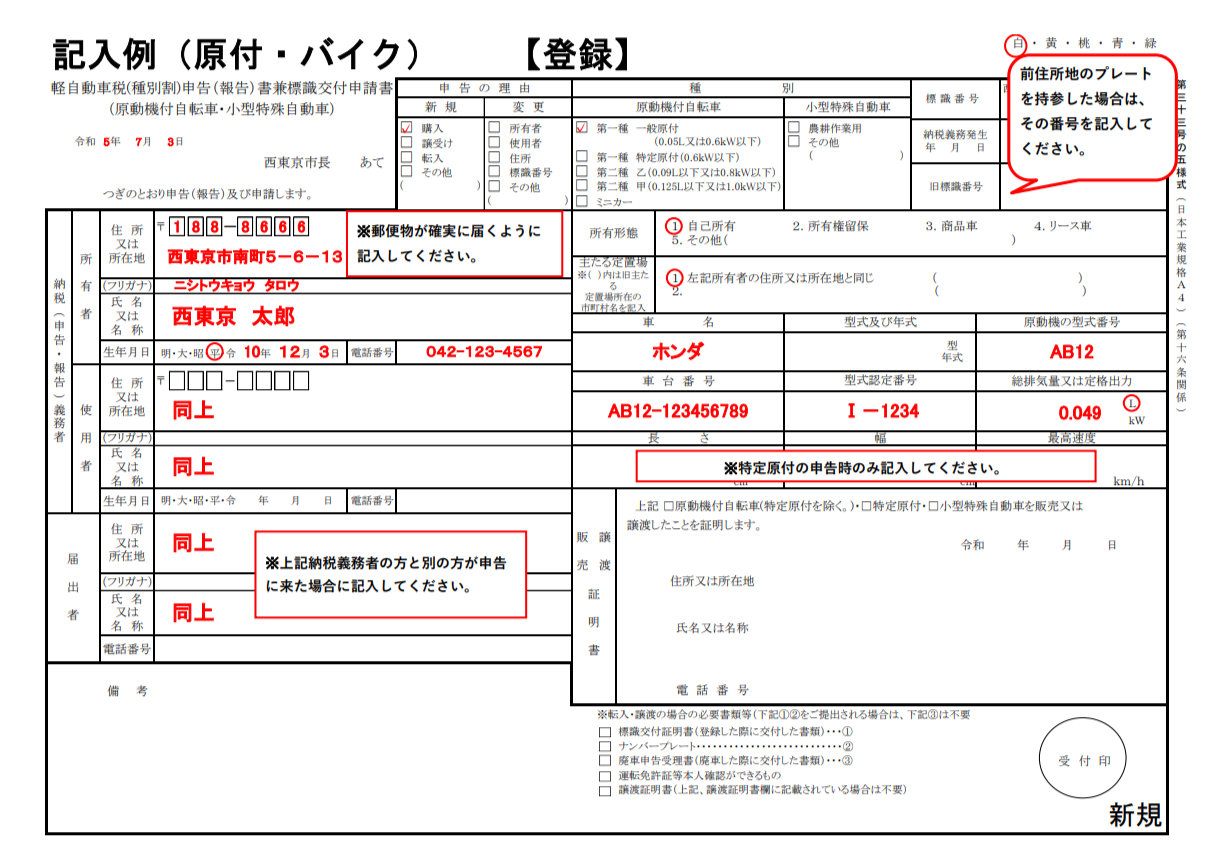 記入例（原付・バイク）　【登録】
白・黄・桃・青・緑
軽自動車税(種別割)申告(報告)書兼標識交付申請書
(原動機付自転車・小型特殊自動車)
令和 5年 7月 3日
西東京市長　あて
つぎのとおり申告(報告)及び申請します。
申告の理由
新規　変更
☑ 購入　□ 所有者
□ 譲受け　□ 使用者
□ 転入　□ 住所
□ その他　□ 標識番号
(　)　□ その他
(　)
種別
原動機付自転車　小型特殊自動車
☑ 第一種 一般原付　□ 農耕作業用
(0.05L又は0.6kW以下)　□ その他
□ 第一種 特定原付(0.6kW以下)　(　)
□ 第二種 乙(0.09L以下又は0.8kW以下)
□ 第二種 甲(0.125L以下又は1.0kW以下)
□ ミニカー
標識番号
納税義務発生
年　月　日
旧標識番号
前住所地のプレート
を持参した場合は、
その番号を記入して
ください。
第三十三号の五様式（日本工業規格A4）（第十六条関係）
納税（申告・報告）義務者
所有者
住所
又は
所在地
〒188-8666
西東京市南町5－6－13
※郵便物が確実に届くように
記入してください。
(フリガナ)　ニシトウキョウ タロウ
氏名
又は
名称
西東京 太郎
生年月日　明・大・昭・平・令 10年 12月 3日　電話番号　042-123-4567
使用者
住所
又は
所在地
〒□□□-□□□□
同上
(フリガナ)
氏名
又は
名称
同上
生年月日　明・大・昭・平・令　年　月　日　電話番号
届出者
住所
又は
所在地
同上
(フリガナ)
氏名
又は
名称
同上
電話番号
※上記納税義務者の方と別の方が申告
に来た場合に記入してください。
備考
所有形態
1 自己所有　2. 所有権留保　3. 商品車　4. リース車
5. その他(　)
主たる定置場
※( )内は旧主た
る
定置場所在の
市町村名を記入
1 左記所有者の住所又は所在地と同じ　(　)
2.　(　)
車名　型式及び年式　原動機の型式番号
ホンダ　型
年式　AB12
車台番号　型式認定番号　総排気量又は定格出力
AB12-123456789　Ⅰ－1234　0.049　L
kW
長さ　幅　最高速度
※特定原付の申告時のみ記入してください。
cm　cm　km/h
販売
譲渡
証明書
上記 □原動機付自転車(特定原付を除く。)・□特定原付・□小型特殊自動車を販売又は
譲渡したことを証明します。
令和　年　月　日
住所又は所在地
氏名又は名称
電話番号
※転入・譲渡の場合の必要書類等(下記①②をご提出される場合は、下記③は不要
□ 標識交付証明書(登録した際に交付した書類)・・・①
□ ナンバープレート・・・・・・・・・・・・・・・・・・・・・・・・・・・②
□ 廃車申告受理書(廃車した際に交付した書類)・・・③
□ 運転免許証等本人確認ができるもの
□ 譲渡証明書(上記、譲渡証明書欄に記載されている場合は不要)
受付印
新規